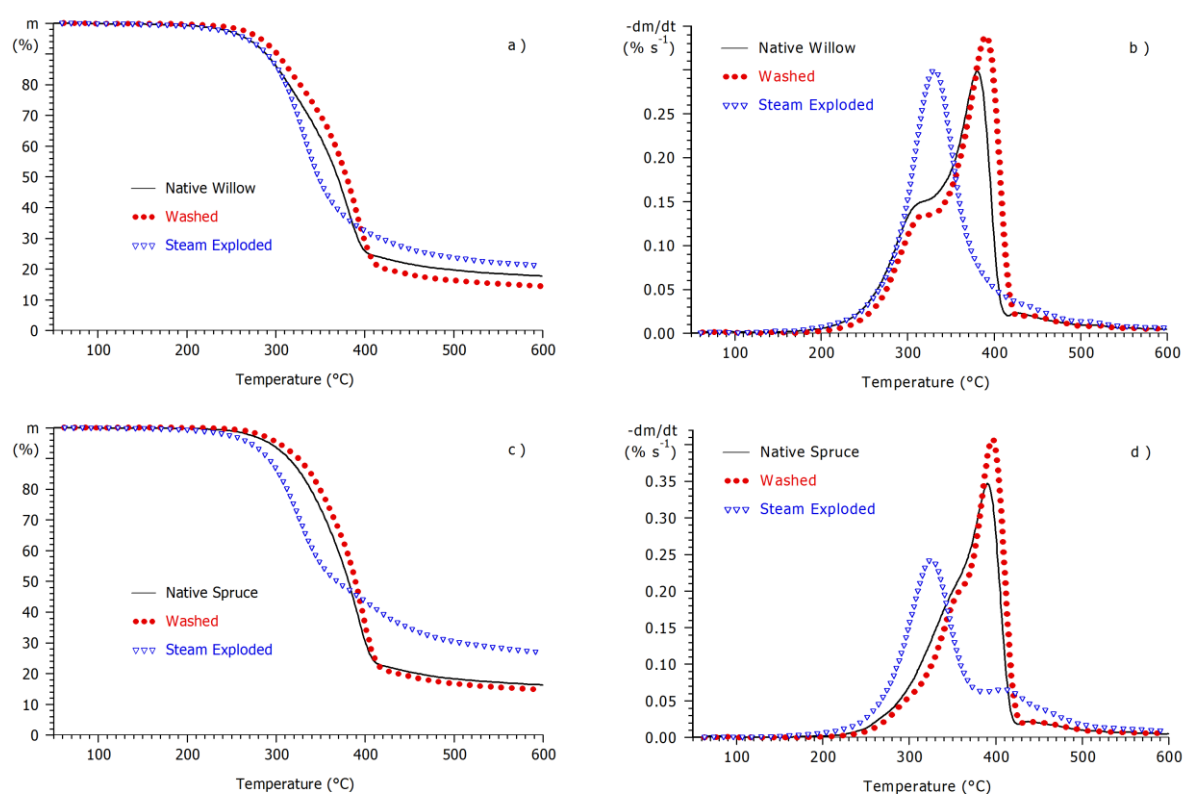 m
(%)
a )
80
70
60
50
40
30
20
10
0
Native Willow
Washed
Steam Exploded
100 200 300 400 500 600
Temperature (°C)
-dm/dt
(% s-1)
b )
0.25
0.20
0.15
0.10
0.05
0.00
Native Willow
Washed
Steam Exploded
100 200 300 400 500 600
Temperature (°C)
m
(%)
c )
80
70
60
50
40
30
20
10
0
Native Spruce
Washed
Steam Exploded
100 200 300 400 500 600
Temperature (°C)
-dm/dt
(% s-1)
d )
0.35
0.30
0.25
0.20
0.15
0.10
0.05
0.00
Native Spruce
Washed
Steam Exploded
100 200 300 400 500 600
Temperature (°C)